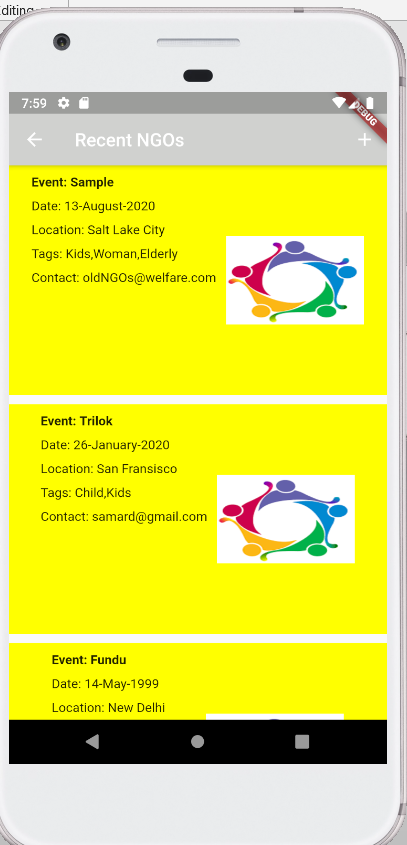 Editing
7:59
DEBUG
Recent NGOs
Event: Sample
Date: 13-August-2020
Location: Salt Lake City
Tags: Kids,Woman,Elderly
Contact: oldNGOs@welfare.com
Event: Trilok
Date: 26-January-2020
Location: San Fransisco
Tags: Child,Kids
Contact: samard@gmail.com
Event: Fundu
Date: 14-May-1999
Location: New Delhi